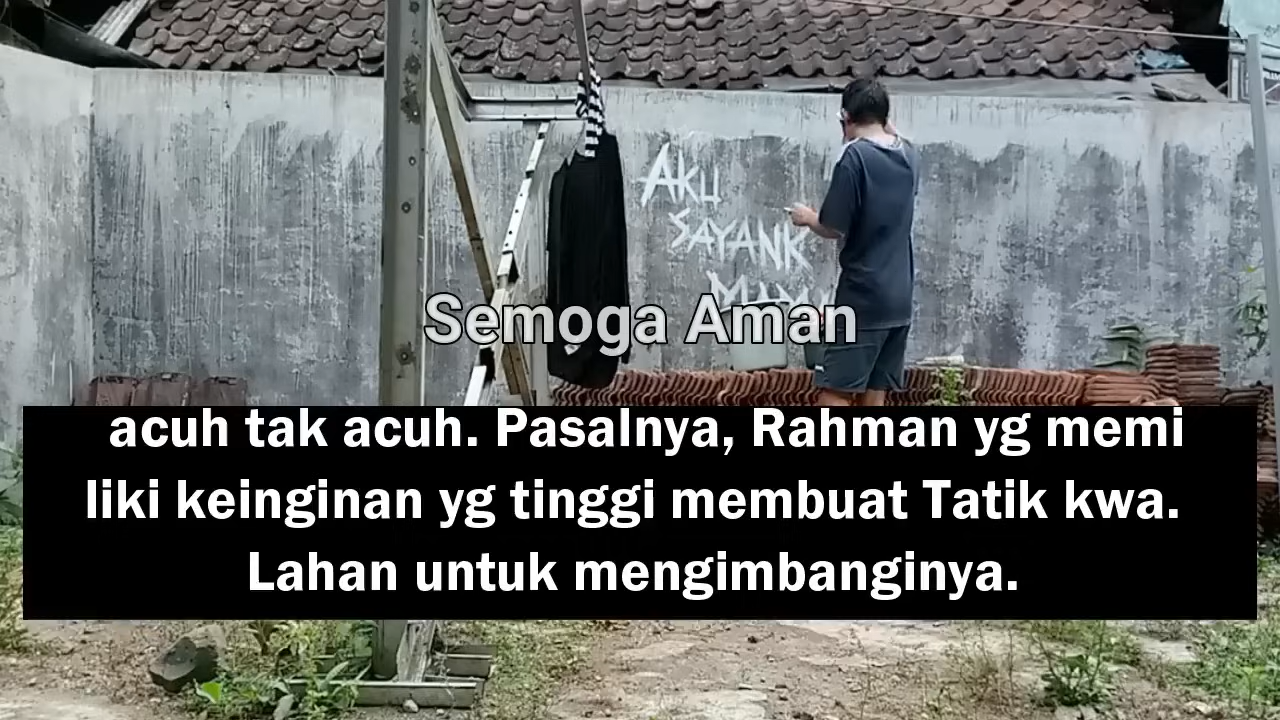 AKU
SAYANK
Semoga Aman
acuh tak acuh. Pasalnya, Rahman yg memi
liki keinginan yg tinggi membuat Tatik kwa.
Lahan untuk mengimbanginya.